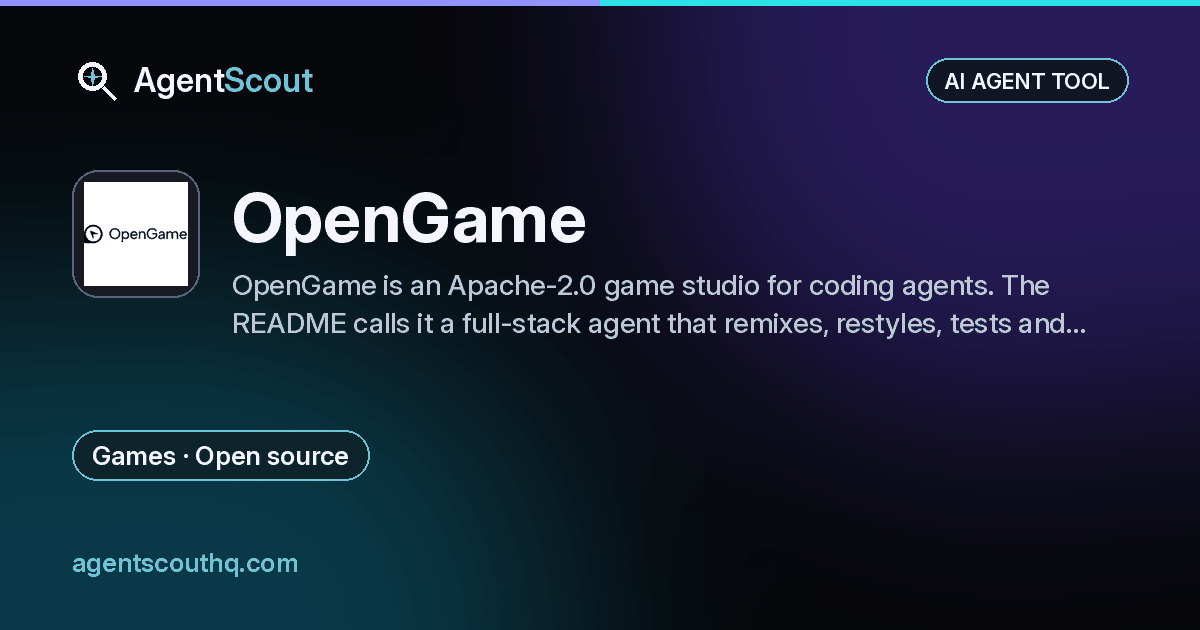 AgentScout
AI AGENT TOOL
OpenGame
OpenGame
OpenGame is an Apache-2.0 game studio for coding agents. The
README calls it a full-stack agent that remixes, restyles, tests and...
Games · Open source
agentscouthq.com